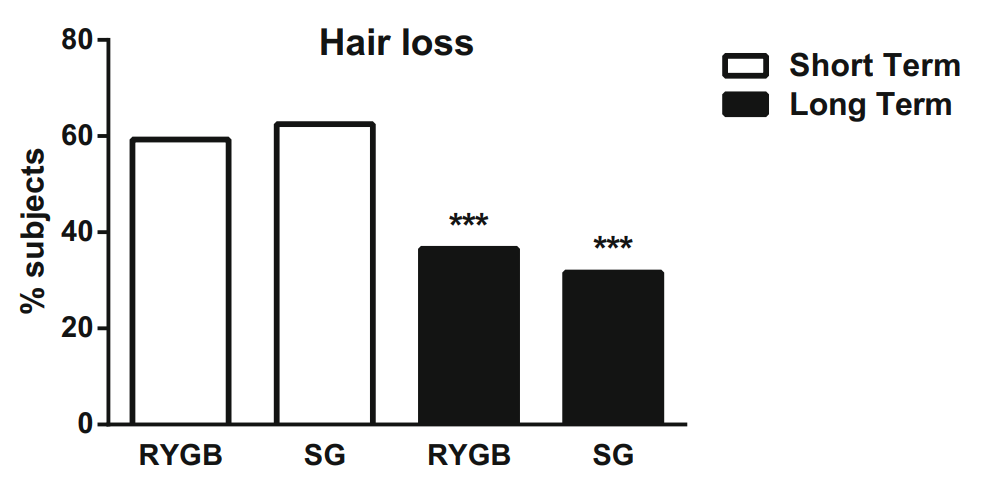 Hair loss
Short Term
Long Term
% subjects
80
60
40
20
0
***
***
RYGB
SG
RYGB
SG